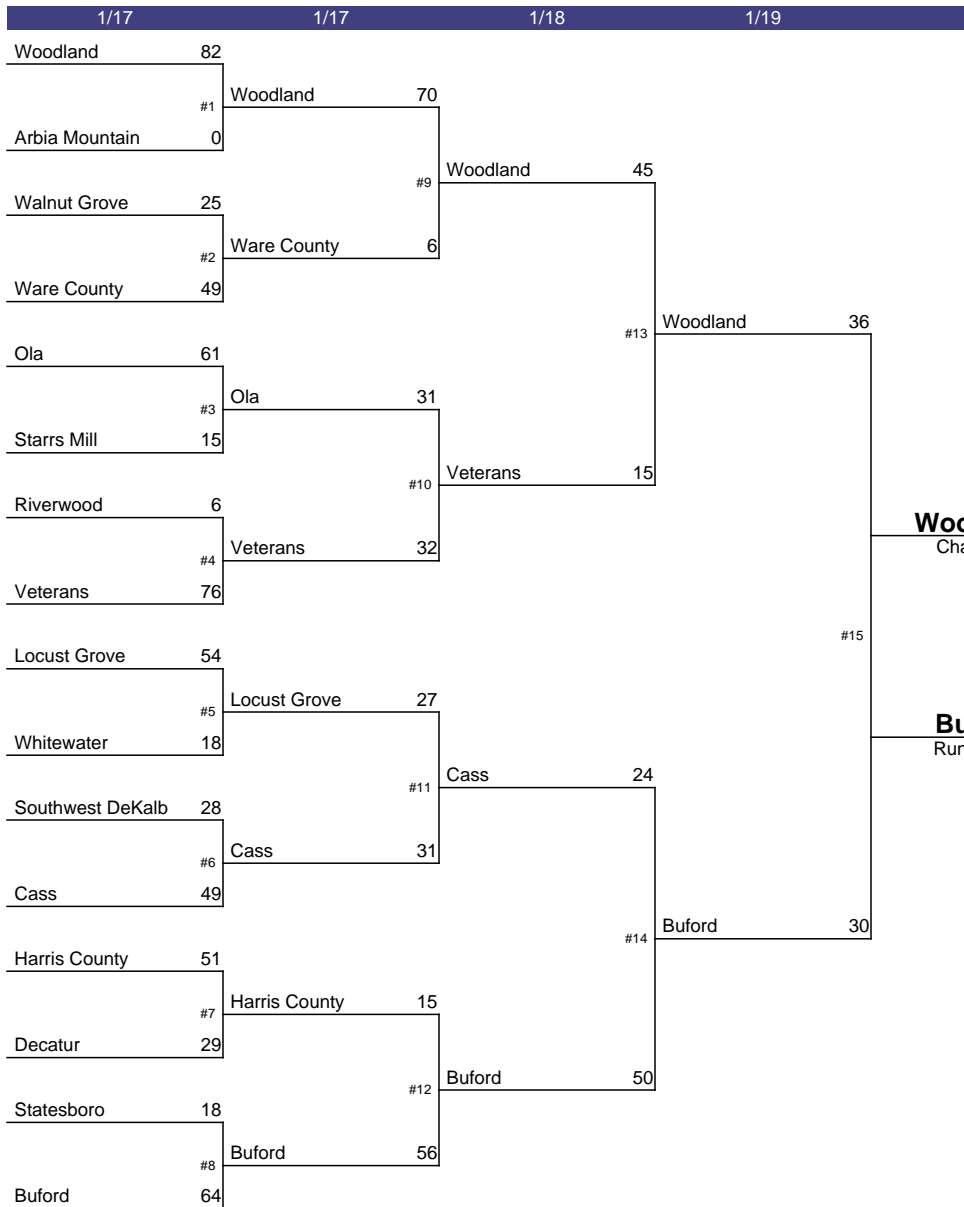 1/17 1/17 1/18 1/19
Woodland 82
Woodland 70
#1
Arbia Mountain 0
Woodland 45
#9
Walnut Grove 25
Ware County 6
#2
Ware County 49
Woodland 36
#13
Ola 61
Ola 31
#3
Starrs Mill 15
Veterans 15
#10
Riverwood 6
Woo
Cha
Veterans 32
#4
Veterans 76
#15
Locust Grove 54
Locust Grove 27
#5
Whitewater 18
Bu
Run
Cass 24
#11
Southwest DeKalb 28
Cass 31
#6
Cass 49
Buford 30
#14
Harris County 51
Harris County 15
#7
Decatur 29
Buford 50
#12
Statesboro 18
Buford 56
#8
Buford 64